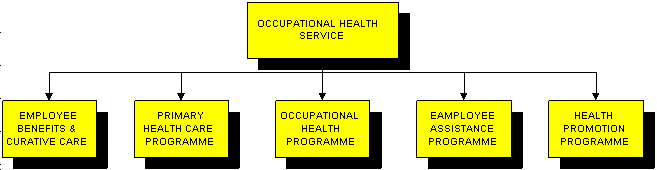 OCCUPATIONAL HEALTH
SERVICE
EMPLOYEE
BENEFITS &
CURATIVE CARE
PRIMARY
HEALTH CARE
PROGRAMME
OCCUPATIONAL
HEALTH
PROGRAMME
EAMPLOYEE
ASSISTANCE
PROGRAMME
HEALTH
PROMOTION
PROGRAMME